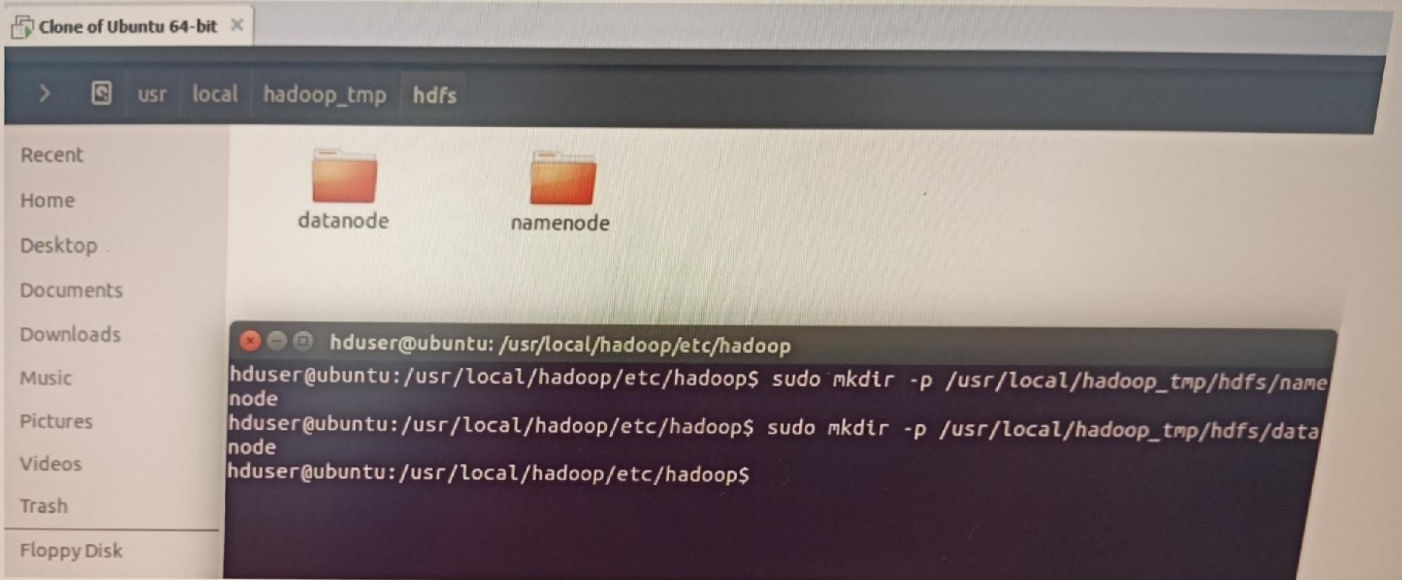 Clone of Ubuntu 64-bit
usr local hadoop_tmp hdfs
Recent
Home
Desktop
Documents
Downloads
Music
Pictures
Videos
Trash
Floppy Disk
datanode namenode
hduser@ubuntu: /usr/local/hadoop/etc/hadoop
hduser@ubuntu:/usr/local/hadoop/etc/hadoop$ sudo mkdir -p /usr/local/hadoop_tmp/hdfs/name
node
hduser@ubuntu:/usr/local/hadoop/etc/hadoop$ sudo mkdir -p /usr/local/hadoop_tmp/hdfs/data
node
hduser@ubuntu:/usr/local/hadoop/etc/hadoop$